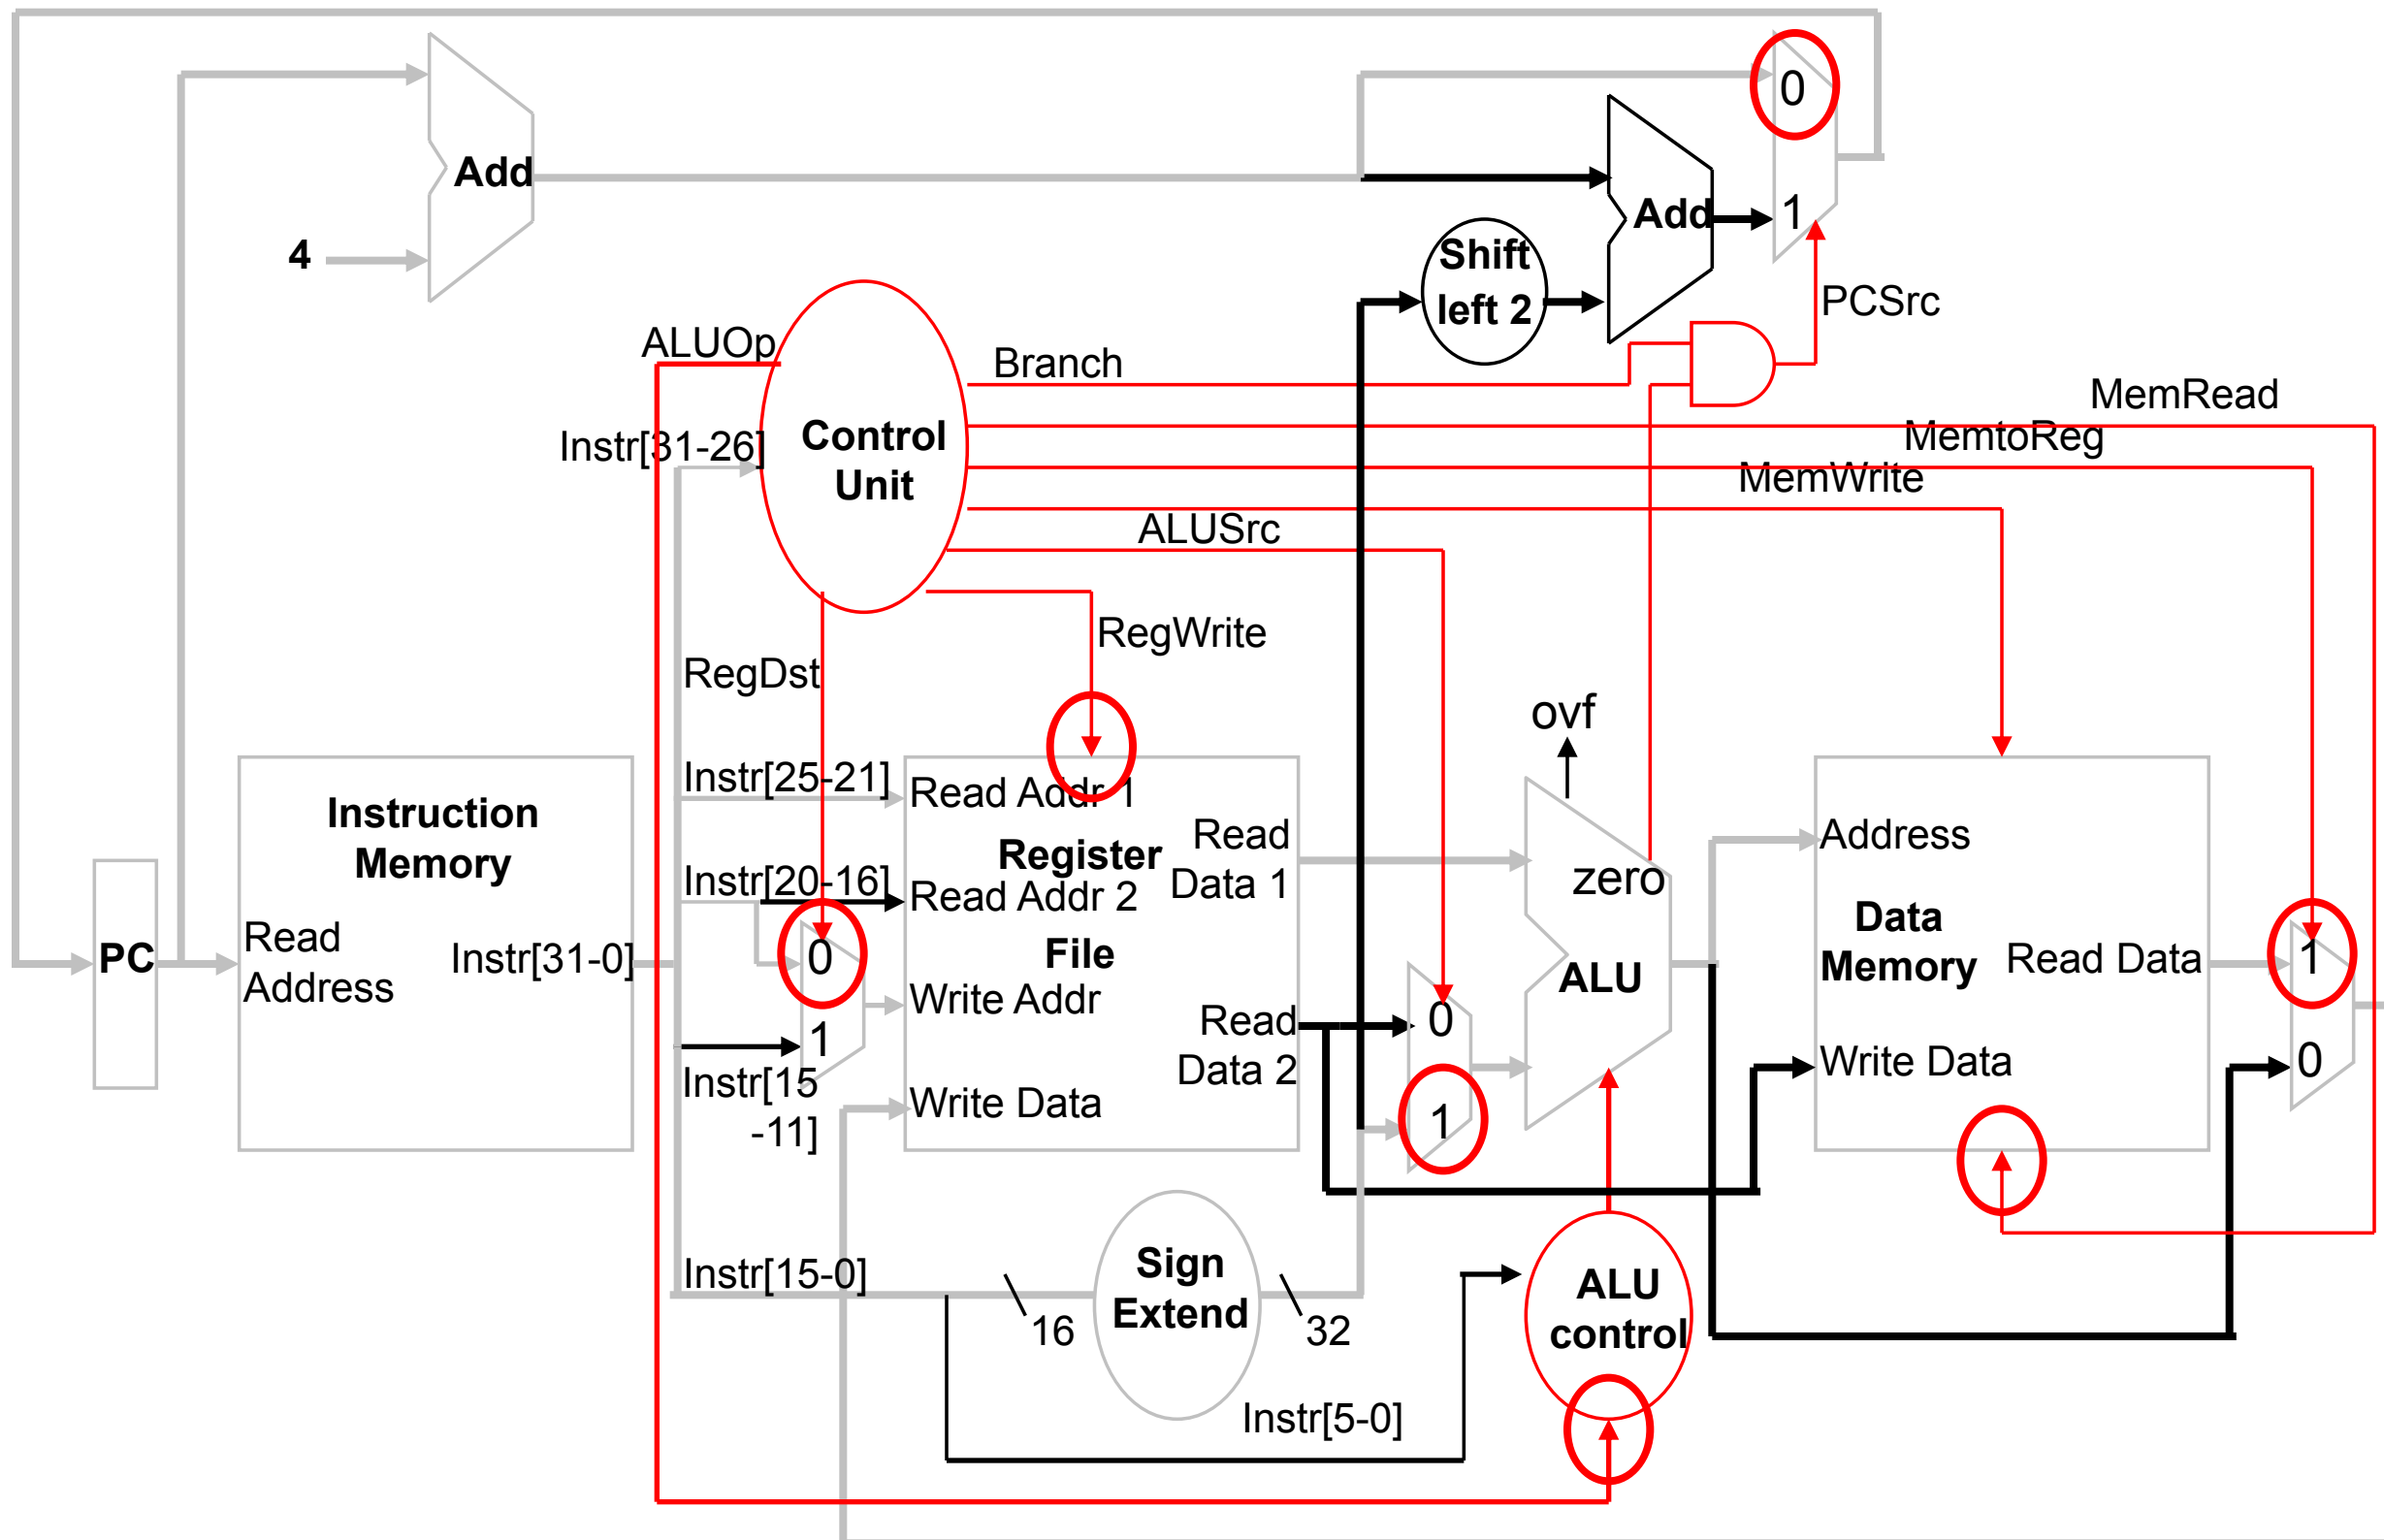 0
Add
Add
1
4
Shift
left 2
PCSrc
ALUOp
Branch
MemRead
Instr[31-26]
Control
Unit
MemtoReg
MemWrite
ALUSrc
RegWrite
RegDst
ovf
Instr[25-21]
Read Addr 1
Instruction
Memory
Register
Read
Data 1
Address
Instr[20-16]
Read Addr 2
zero
Data
Memory
PC
Read
Address
Instr[31-0]
0
File
ALU
Read Data
1
Write Addr
Read
Data 2
0
1
Instr[15
-11]
Write Data
1
Write Data
0
Instr[15-0]
16
Sign
Extend
32
ALU
control
Instr[5-0]